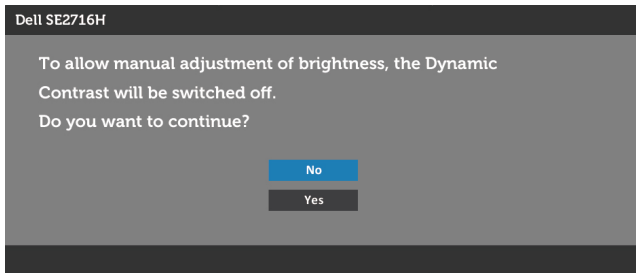 Dell SE2716H
To allow manual adjustment of brightness, the Dynamic
Contrast will be switched off.
Do you want to continue?
No
Yes